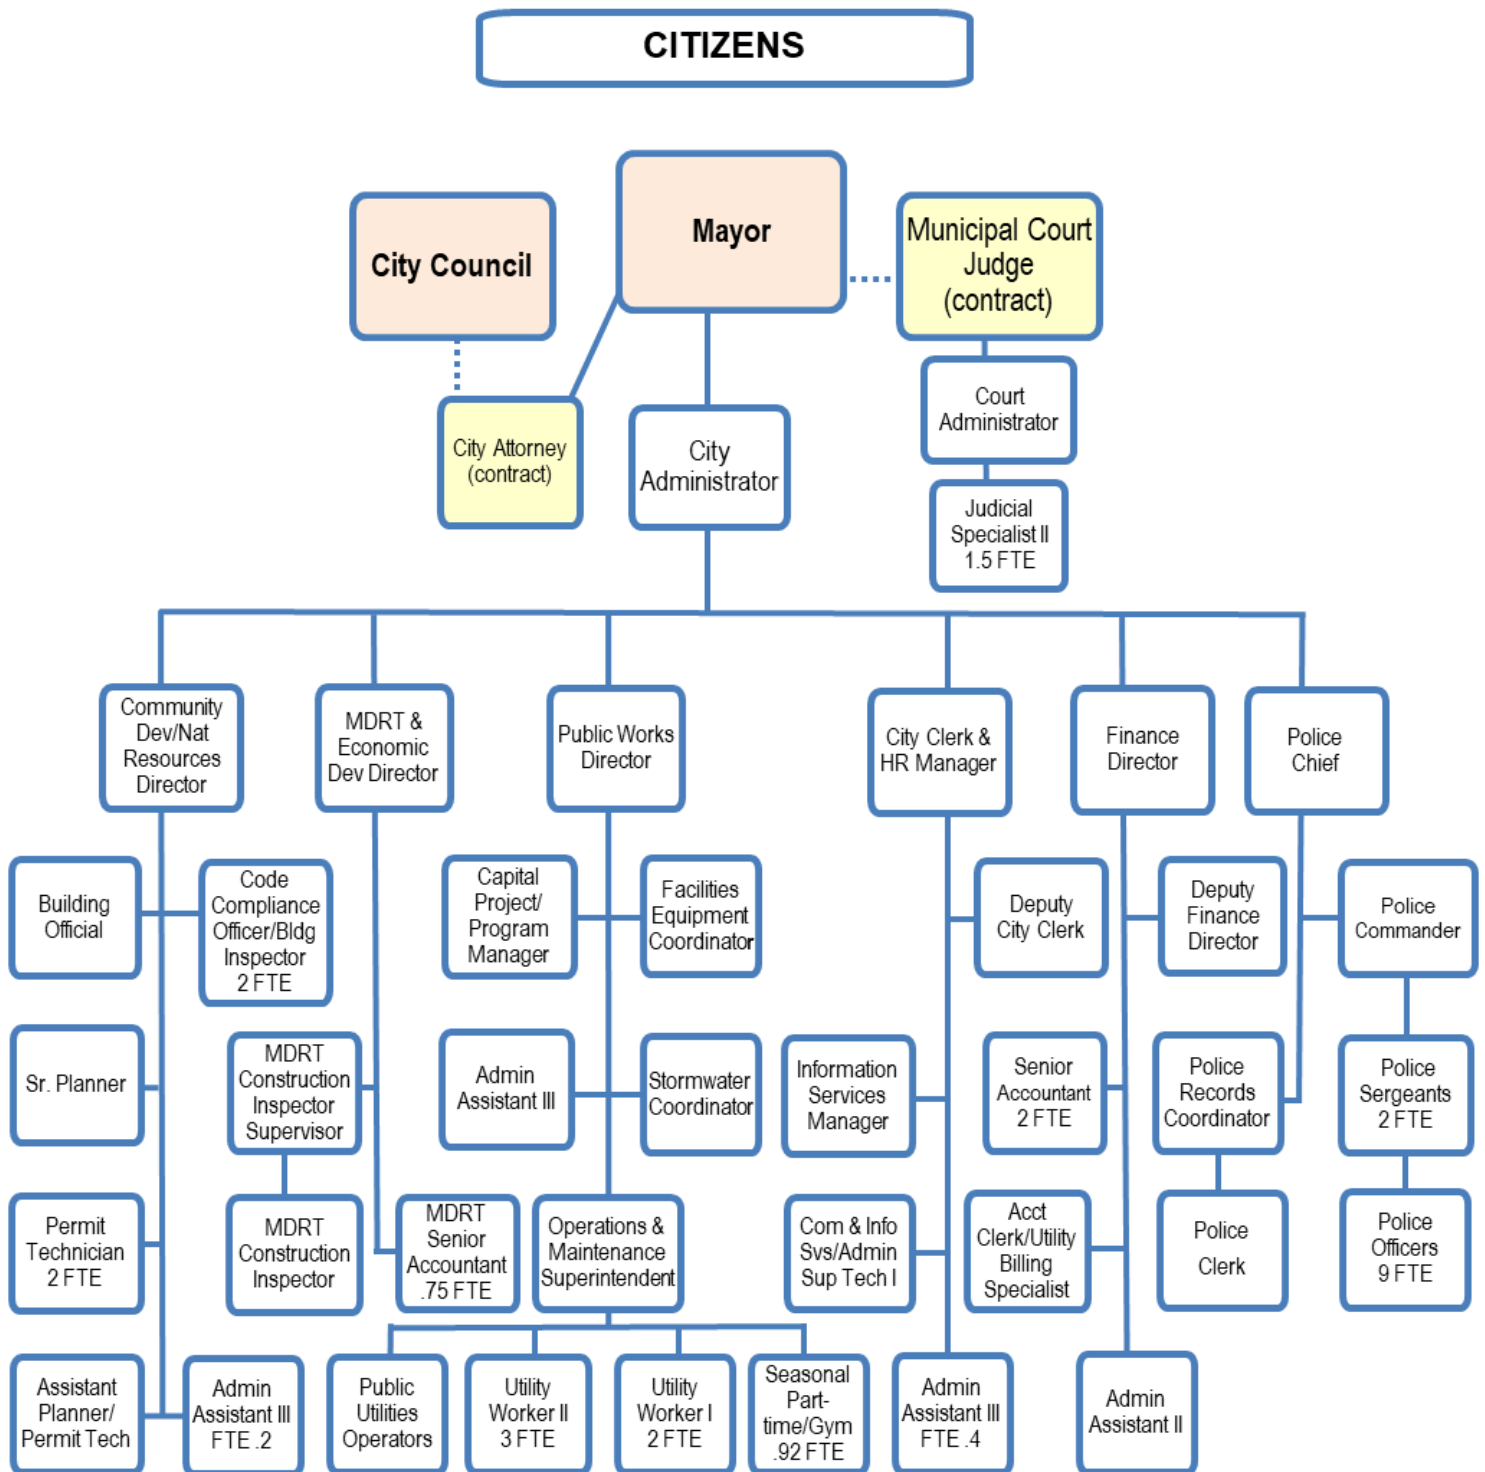 CITIZENS
City Council
Mayor
Municipal Court
Judge
(contract)
City Attorney
(contract)
City
Administrator
Court
Administrator
Judicial
Specialist II
1.5 FTE
Community
Dev/Nat
Resources
Director
MDRT &
Economic
Dev Director
Public Works
Director
City Clerk &
HR Manager
Finance
Director
Police
Chief
Building
Official
Code
Compliance
Officer/Bldg
Inspector
2 FTE
Capital
Project/
Program
Manager
Facilities
Equipment
Coordinator
Deputy
City Clerk
Deputy
Finance
Director
Police
Commander
Sr. Planner
MDRT
Construction
Inspector
Supervisor
Admin
Assistant III
Stormwater
Coordinator
Information
Services
Manager
Senior
Accountant
2 FTE
Police
Records
Coordinator
Police
Sergeants
2 FTE
Permit
Technician
2 FTE
MDRT
Construction
Inspector
MDRT
Senior
Accountant
.75 FTE
Operations &
Maintenance
Superintendent
Com & Info
Svs/Admin
Sup Tech I
Acct
Clerk/Utility
Billing
Specialist
Police
Clerk
Police
Officers
9 FTE
Assistant
Planner/
Permit Tech
Admin
Assistant III
FTE .2
Public
Utilities
Operators
Utility
Worker II
3 FTE
Utility
Worker I
2 FTE
Seasonal
Part-
time/Gym
.92 FTE
Admin
Assistant III
FTE .4
Admin
Assistant II